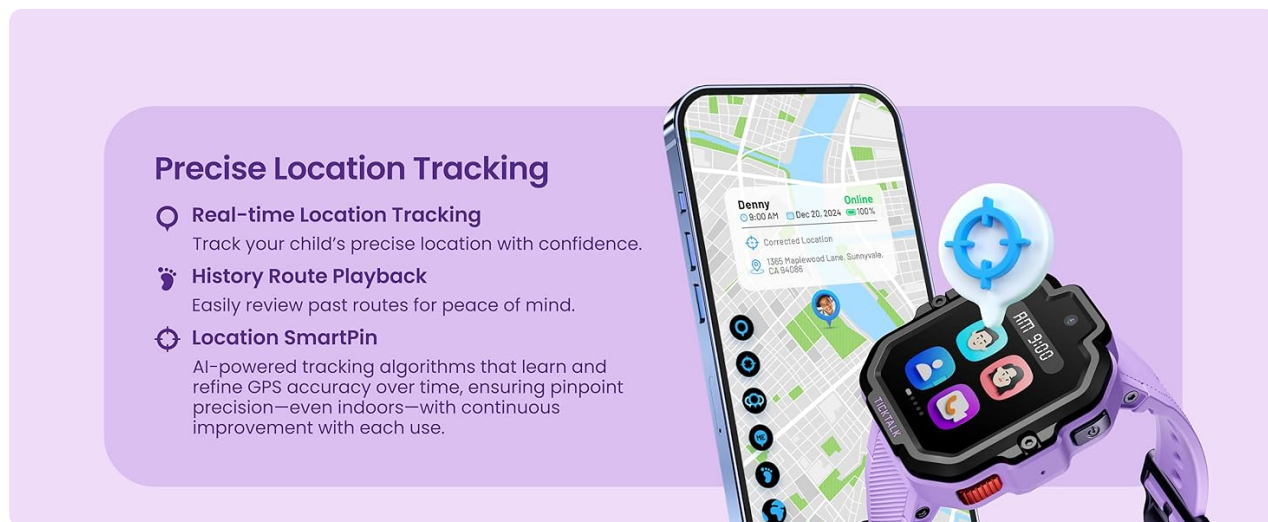 Precise Location Tracking
Real-time Location Tracking
Track your child's precise location with confidence.
History Route Playback
Easily review past routes for peace of mind.
Location SmartPin
AI-powered tracking algorithms that learn and
refine GPS accuracy over time, ensuring pinpoint
precision—even indoors—with continuous
improvement with each use.
Denny Online
9:00 AM Dec 20, 2024 100%
Corrected Location
1365 Maplewood Lane, Sunnyvale,
CA 94086
ME
AM 9:00
TICKTALK